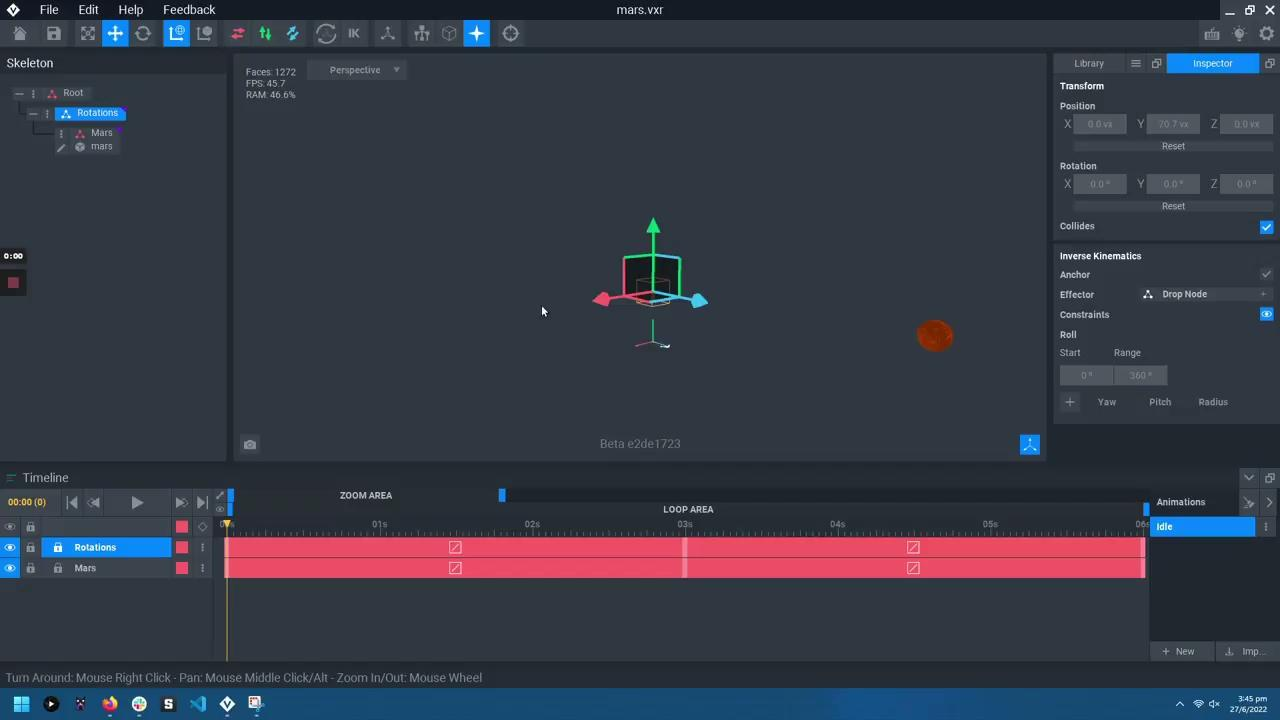 File Edit Help Feedback
mars.vxr
IK
Skeleton
Root
Rotations
Mars
mars
0:00
Faces: 1272
FPS: 45.7
RAM: 46.6%
Perspective
Beta e2de1723
Library
Inspector
Transform
Position
X 0.0 vx Y 70.7 vx Z 0.0 vx
Reset
Rotation
X 0.0 º Y 0.0 º Z 0.0 º
Reset
Collides
Inverse Kinematics
Anchor
Effector Drop Node
Constraints
Roll
Start Range
0 º 360 º
Yaw Pitch Radius
Timeline
00:00 (0)
ZOOM AREA
LOOP AREA
01s 02s 03s 04s 05s
Rotations
Mars
Animations
Idle
New Imp...
Turn Around: Mouse Right Click - Pan: Mouse Middle Click/Alt - Zoom In/Out: Mouse Wheel
3:45 pm
27/6/2022